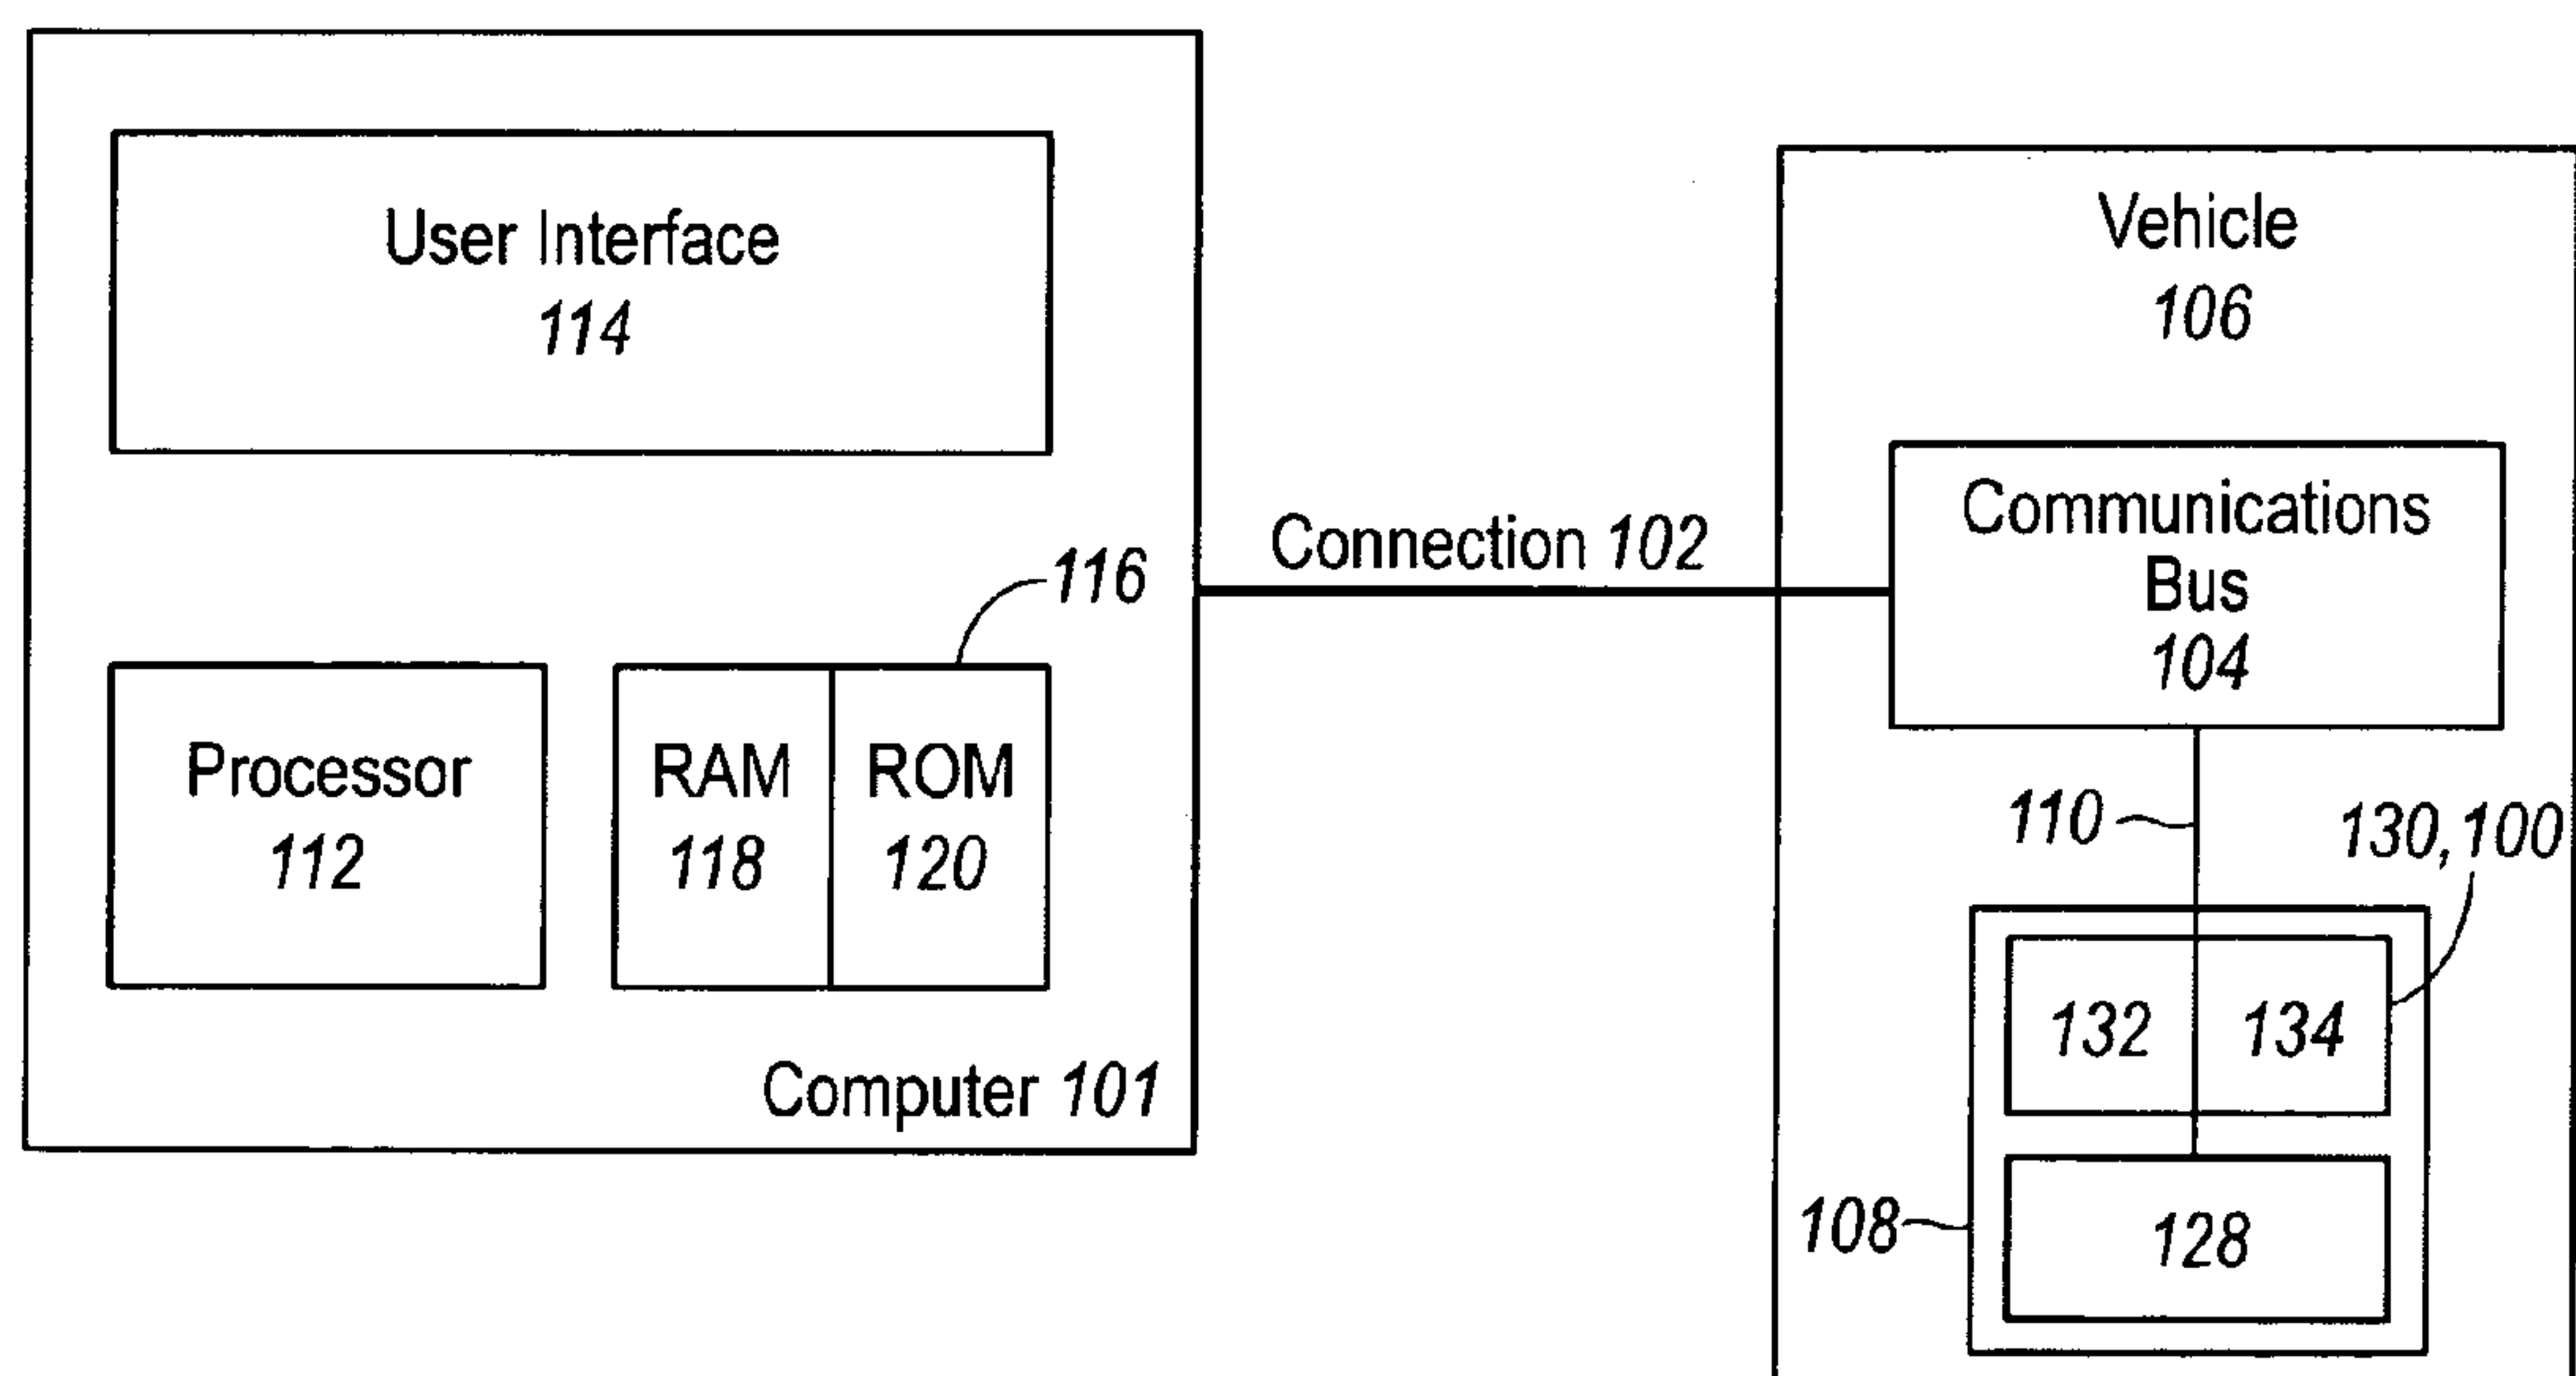 User Interface
114
116
Processor
112
RAM
118
ROM
120
Computer 101
Connection 102
Vehicle
106
Communications
Bus
104
110
130,100
132
134
108
128